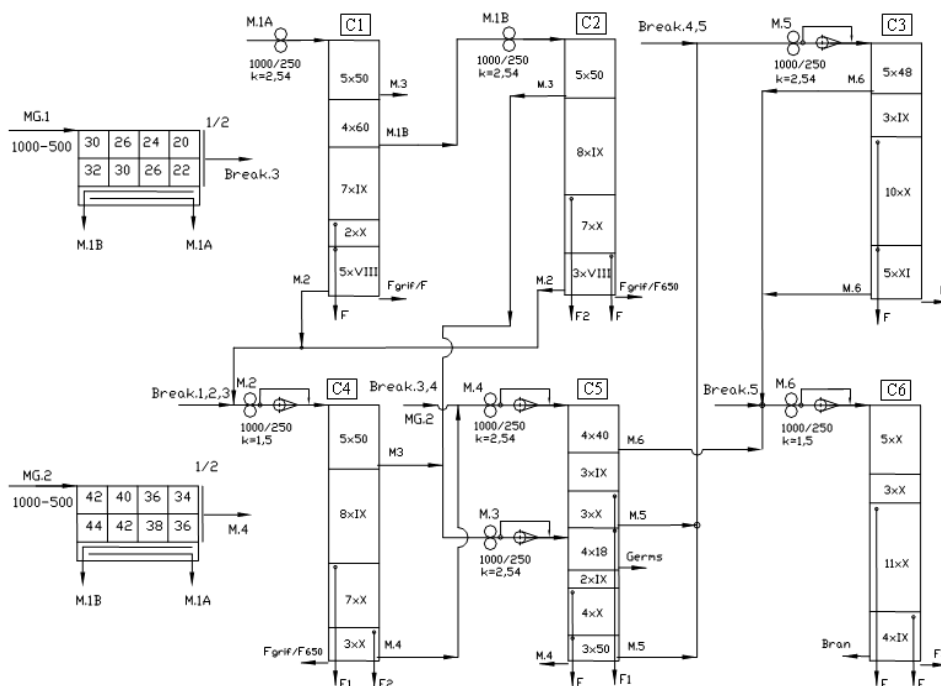 M.1A
C1
M.1B
C2
Break.4,5
M.5
C3
1000/250
k=2,54
1000/250
k=2,54
1000/250
k=2,54
5x50
M.3
4x60
M.1B
7xIX
2xX
5xVIII
M.2
Fgrif/F
F
5x50
M.3
8xIX
7xX
3xVIII
M.2
Fgrif/F650
F2
F
5x48
M.6
3xIX
10xX
5xXI
M.6
F
MG.1
1000-500
1/2
30 26 24 20
32 30 26 22
Break.3
M.1B
M.1A
Break.1,2,3
M.2
C4
1000/250
k=1,5
5x50
M3
8xIX
7xX
3xX
M.4
Fgrif/F650
F1
F2
Break.3,4
MG.2
M.4
C5
1000/250
k=2,54
M.3
1000/250
k=2,54
4x40
M.6
3xIX
3xX
M.5
4x18
Germs
2xIX
4xX
3x50
M.5
M.4
F
F1
Break.5
M.6
C6
1000/250
k=1,5
5xX
3xX
11xX
4xIX
Bran
F
F
F
MG.2
1000-500
1/2
42 40 36 34
44 42 38 36
M.4
M.1B
M.1A